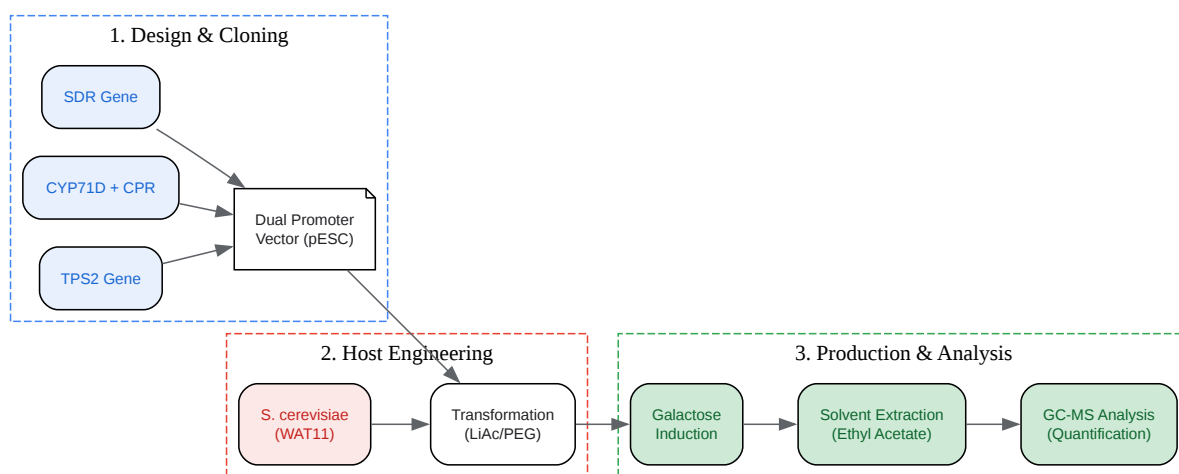 1. Design & Cloning
SDR Gene
CYP71D + CPR
TPS2 Gene
Dual Promoter
Vector (pESC)
2. Host Engineering
S. cerevisiae
(WAT11)
Transformation
(LiAc/PEG)
3. Production & Analysis
Galactose
Induction
Solvent Extraction
(Ethyl Acetate)
GC-MS Analysis
(Quantification)